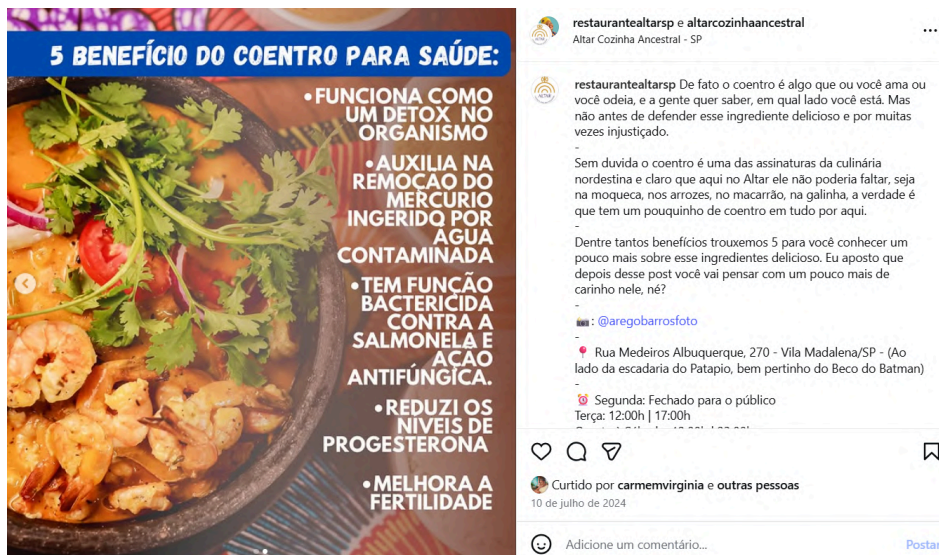 5 BENEFÍCIO DO COENTRO PARA SAÚDE:
•FUNCIONA COMO
UM DETOX NO
ORGANISMO
•AUXILIA NA
REMOÇÃO DO
MERCÚRIO
INGERIDO POR
ÁGUA
CONTAMINADA
•TEM FUNÇÃO
BACTERICIDA
CONTRA A
SALMONELA E
AÇÃO
ANTIFÚNGICA.
•REDUZI OS
NÍVEIS DE
PROGESTERONA
•MELHORA A
FERTILIDADE
restaurantealtarsp e altarcozinhaancestral
Altar Cozinha Ancestral - SP
restaurantealtarsp De fato o coentro é algo que ou você ama ou
você odeia, e a gente quer saber, em qual lado você está. Mas
não antes de defender esse ingrediente delicioso e por muitas
vezes injustiçado.
-
Sem duvida o coentro é uma das assinaturas da culinária
nordestina e claro que aqui no Altar ele não poderia faltar, seja
na moqueca, nos arrozes, no macarrão, na galinha, a verdade é
que tem um pouquinho de coentro em tudo por aqui.
-
Dentre tantos benefícios trouxemos 5 para você conhecer um
pouco mais sobre esse ingredientes delicioso. Eu aposto que
depois desse post você vai pensar com um pouco mais de
carinho nele, né?
-
📸: @aregobarrosfoto
-
📍 Rua Medeiros Albuquerque, 270 - Vila Madalena/SP - (Ao
lado da escadaria do Patapio, bem pertinho do Beco do Batman)
-
⏰ Segunda: Fechado para o público
Terça: 12:00h | 17:00h
Curtido por carmemvirginia e outras pessoas
10 de julho de 2024
Adicione um comentário...
Postar